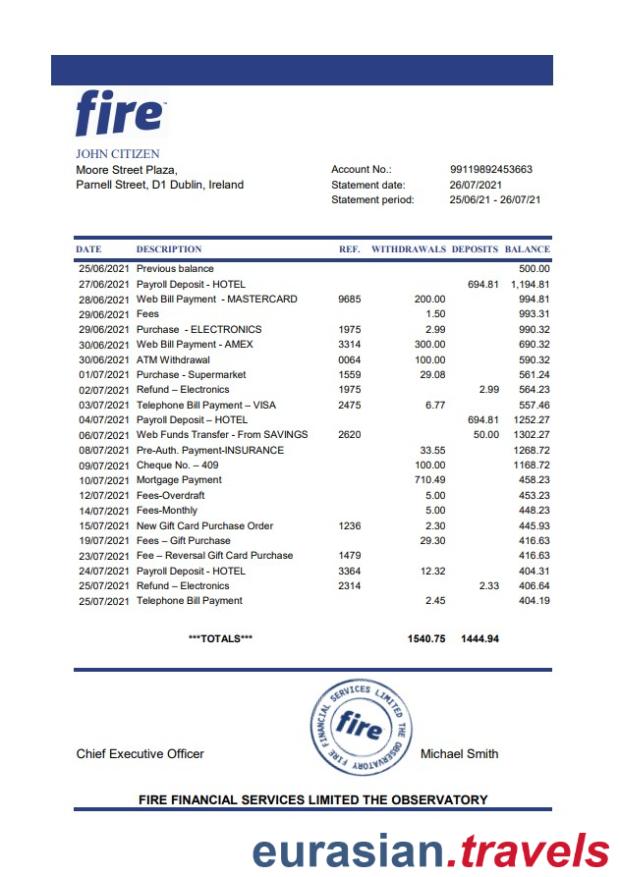 fire™
JOHN CITIZEN
Moore Street Plaza,
Parnell Street, D1 Dublin, Ireland
Account No.: 99119892453663
Statement date: 26/07/2021
Statement period: 25/06/21 - 26/07/21
DATE DESCRIPTION REF. WITHDRAWALS DEPOSITS BALANCE
25/06/2021 Previous balance 500.00
27/06/2021 Payroll Deposit - HOTEL 694.81 1,194.81
28/06/2021 Web Bill Payment - MASTERCARD 9685 200.00 994.81
29/06/2021 Fees 1.50 993.31
29/06/2021 Purchase - ELECTRONICS 1975 2.99 990.32
30/06/2021 Web Bill Payment - AMEX 3314 300.00 690.32
30/06/2021 ATM Withdrawal 0064 100.00 590.32
01/07/2021 Purchase - Supermarket 1559 29.08 561.24
02/07/2021 Refund – Electronics 1975 2.99 564.23
03/07/2021 Telephone Bill Payment – VISA 2475 6.77 557.46
04/07/2021 Payroll Deposit – HOTEL 694.81 1252.27
06/07/2021 Web Funds Transfer - From SAVINGS 2620 50.00 1302.27
08/07/2021 Pre-Auth. Payment-INSURANCE 33.55 1268.72
09/07/2021 Cheque No. – 409 100.00 1168.72
10/07/2021 Mortgage Payment 710.49 458.23
12/07/2021 Fees-Overdraft 5.00 453.23
14/07/2021 Fees-Monthly 5.00 448.23
15/07/2021 New Gift Card Purchase Order 1236 2.30 445.93
19/07/2021 Fees – Gift Purchase 29.30 416.63
23/07/2021 Fee – Reversal Gift Card Purchase 1479 416.63
24/07/2021 Payroll Deposit - HOTEL 3364 12.32 404.31
25/07/2021 Refund – Electronics 2314 2.33 406.64
25/07/2021 Telephone Bill Payment 2.45 404.19
***TOTALS*** 1540.75 1444.94
FIRE FINANCIAL SERVICES LIMITED THE OBSERVATORY
fire
Chief Executive Officer Michael Smith
FIRE FINANCIAL SERVICES LIMITED THE OBSERVATORY
eurasian.travels